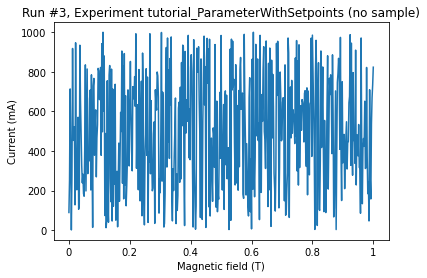 Run #3, Experiment tutorial_ParameterWithSetpoints (no sample)
1000
800
600
400
200
0
Current (mA)
0 0.2 0.4 0.6 0.8 1
Magnetic field (T)